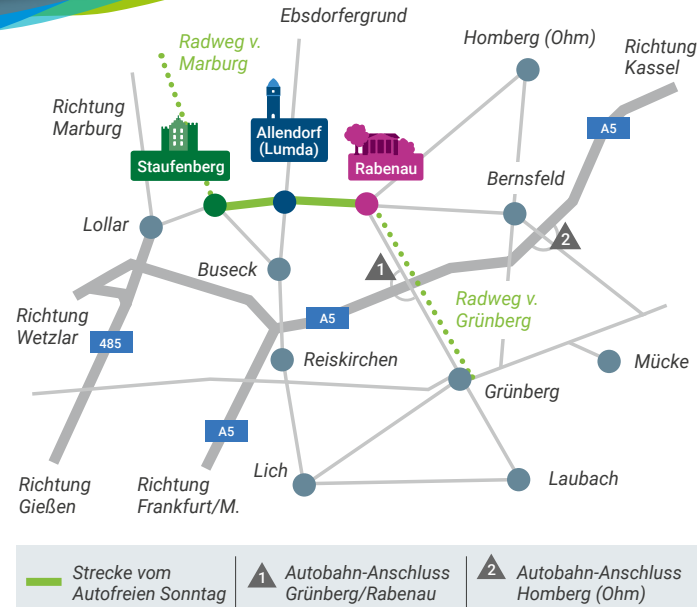 Ebsdorfergrund
Radweg v.
Marburg
Homberg (Ohm)
Richtung
Kassel
Richtung
Marburg
A5
Allendorf
(Lumda)
Staufenberg
Rabenau
Bernsfeld
Lollar
2
Buseck
1
Radweg v.
Grünberg
Richtung
Wetzlar
A5
485
Reiskirchen
Mücke
Grünberg
A5
Lich
Laubach
Richtung
Gießen
Richtung
Frankfurt/M.
Strecke vom
Autofreien Sonntag
1
Autobahn-Anschluss
Grünberg/Rabenau
2
Autobahn-Anschluss
Homberg (Ohm)